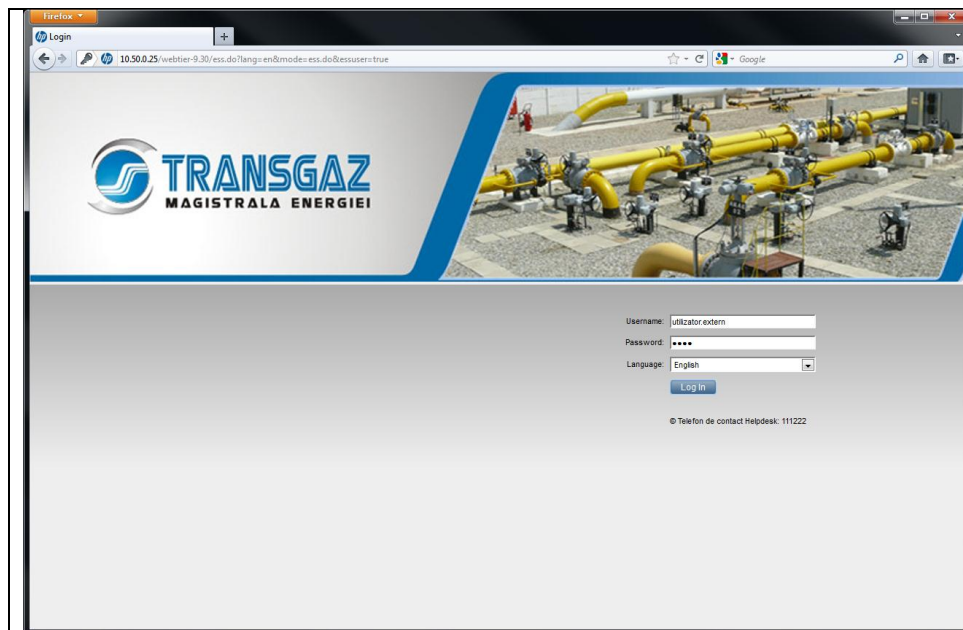 Firefox
Login
10.50.0.25/webtier-9.30/ess.do?lang=en&mode=ess.do&essuser=true
Google
TRANSGAZ
MAGISTRALA ENERGIEI
Username: utilizator.extern
Password: ••••
Language: English
Log In
© Telefon de contact Helpdesk: 111222